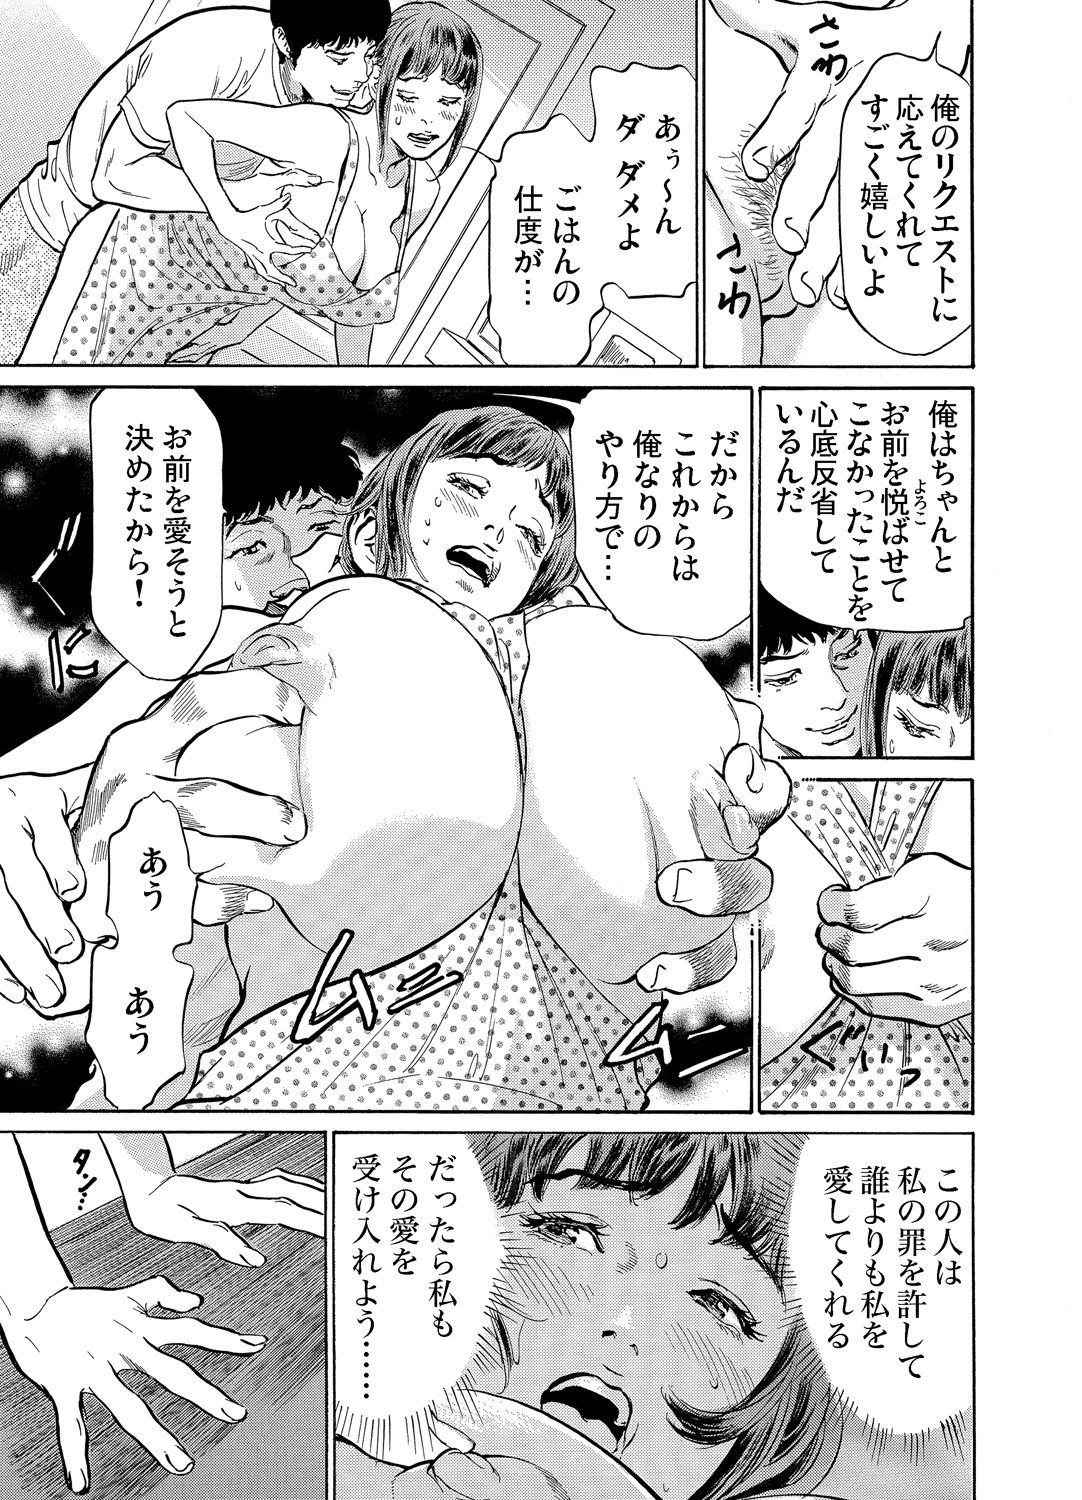 俺のリクエストに
応えてくれて
すごく嬉しいよ
さわ
さわ
あぅ〜ん
ダダメよ
ごはんの
仕度が…
俺はちゃんと
お前を悦ばせて
よろこ
こなかったことを
心底反省して
いるんだ
だから
これからは
俺なりの
やり方で…
お前を愛そうと
決めたから！
あう
あう
ムニ
ムニ
ぐいっ
この人は
私の罪を許して
誰よりも私を
愛してくれる
だったら私も
その愛を
受け入れよう……
タン…